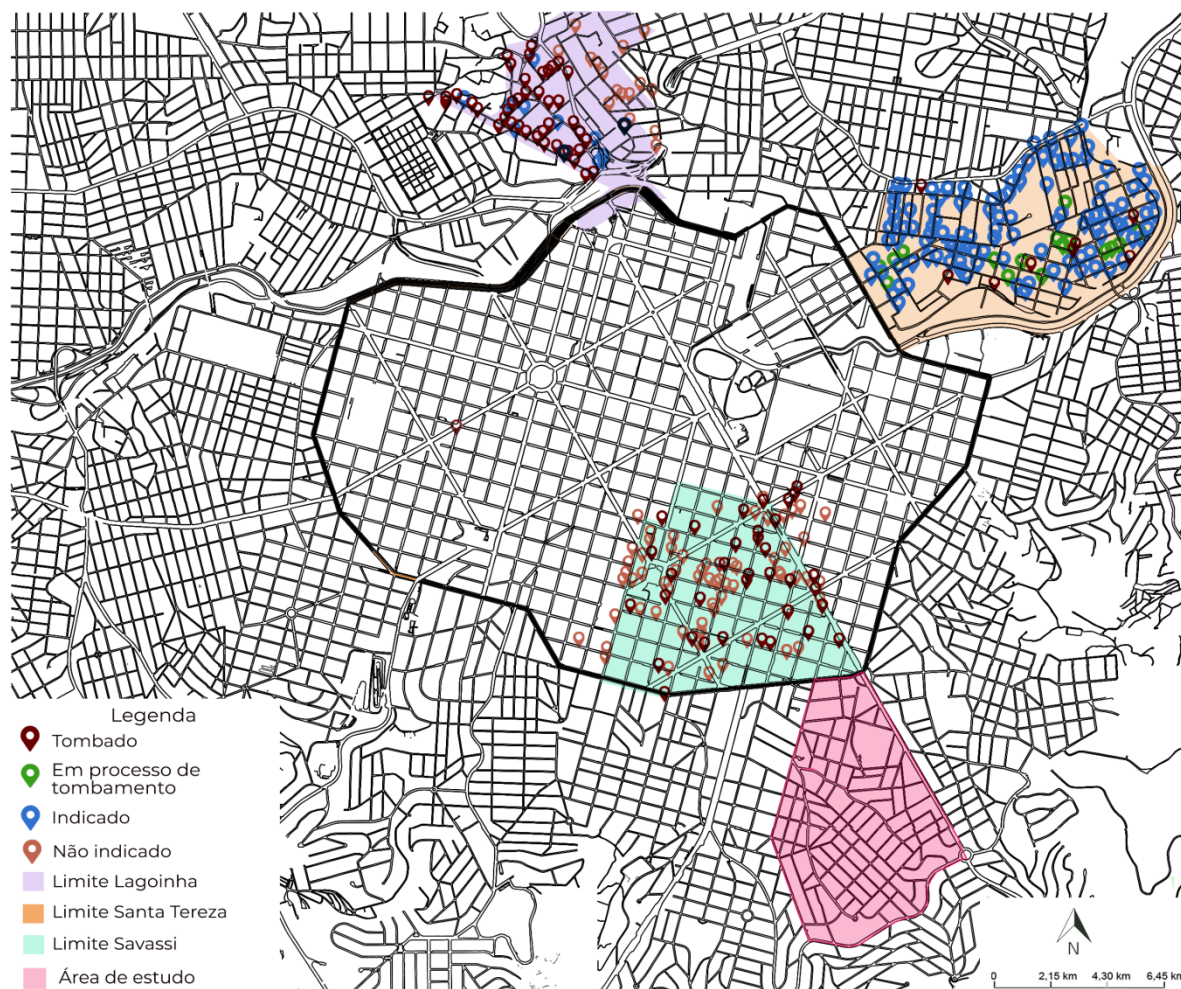 Legenda
Tombado
Em processo de
tombamento
Indicado
Não indicado
Limite Lagoinha
Limite Santa Tereza
Limite Savassi
Área de estudo
N
0 2,15 km 4,30 km 6,45 km